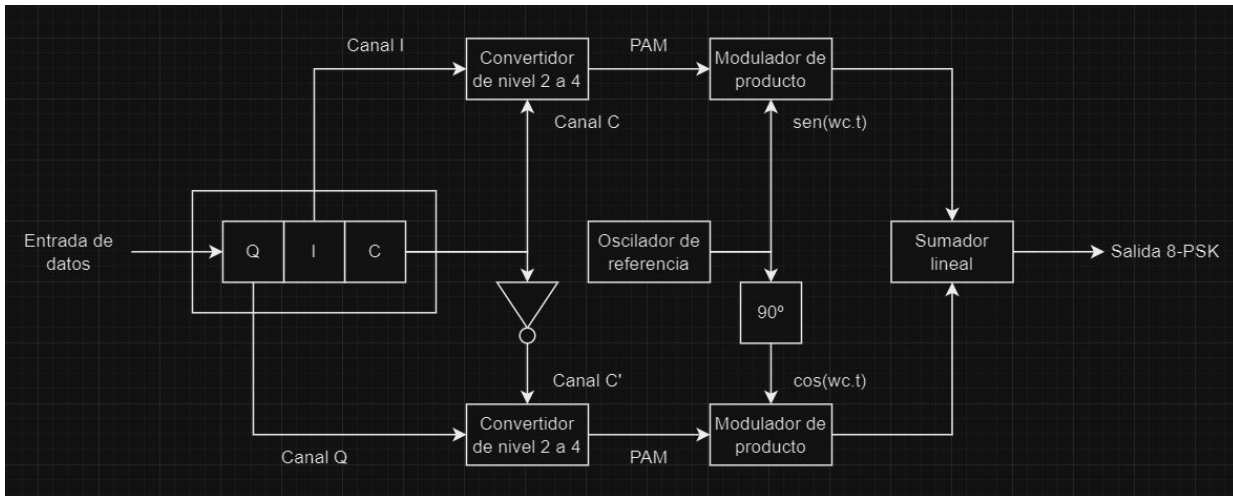 Canal I
Convertidor
de nivel 2 a 4
PAM
Modulador de
producto
Canal C
sen(wc.t)
Entrada de
datos
Q
I
C
Oscilador de
referencia
Sumador
lineal
Salida 8-PSK
90º
Canal C'
cos(wc.t)
Canal Q
Convertidor
de nivel 2 a 4
PAM
Modulador de
producto